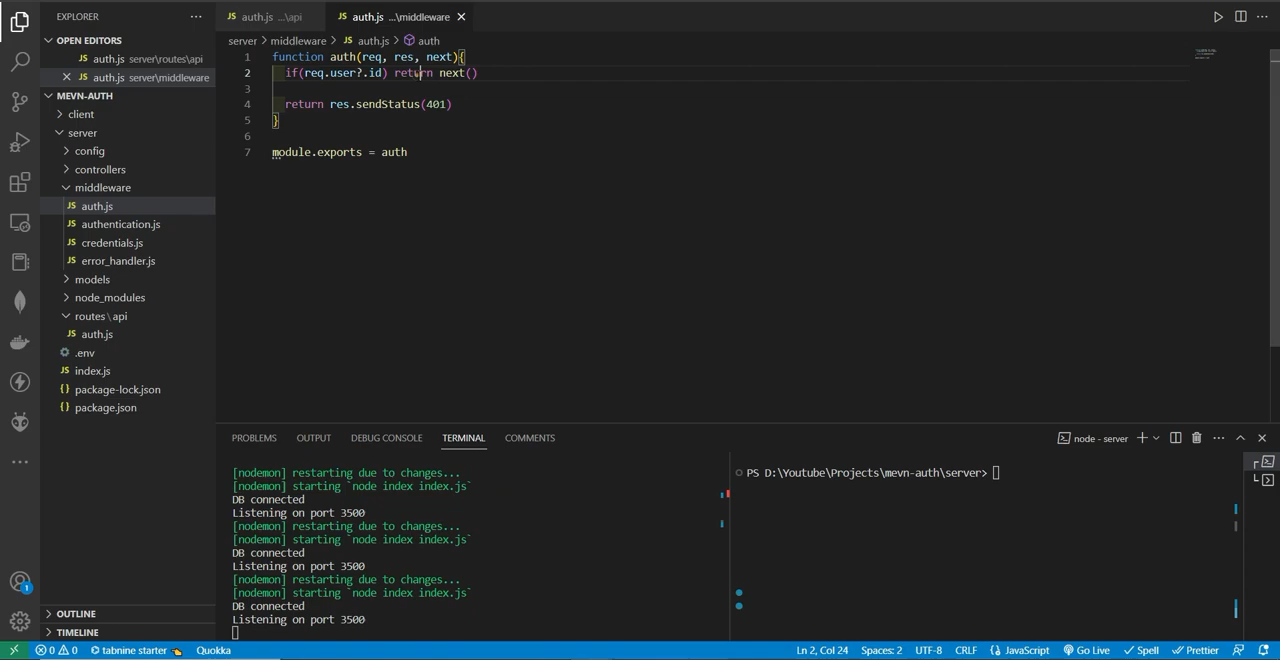 EXPLORER
OPEN EDITORS
auth.js server\routes\api
auth.js server\middleware
MEVN-AUTH
client
server
config
controllers
middleware
auth.js
authentication.js
credentials.js
error_handler.js
models
node_modules
routes \ api
auth.js
.env
index.js
package-lock.json
package.json
OUTLINE
TIMELINE
auth.js ...\api
auth.js ...\middleware
server > middleware > JS auth.js > auth
1 function auth(req, res, next){
2 if(req.user?.id) return next()
3
4 return res.sendStatus(401)
5 }
6
7 module.exports = auth
PROBLEMS OUTPUT DEBUG CONSOLE TERMINAL COMMENTS
node - server
[nodemon] restarting due to changes...
[nodemon] starting `node index index.js`
DB connected
Listening on port 3500
[nodemon] restarting due to changes...
[nodemon] starting `node index index.js`
DB connected
Listening on port 3500
[nodemon] restarting due to changes...
[nodemon] starting `node index index.js`
DB connected
Listening on port 3500
PS D:\Youtube\Projects\mevn-auth\server>
0 0 tabnine starter Quokka Ln 2, Col 24 Spaces: 2 UTF-8 CRLF JavaScript Go Live Spell Prettier